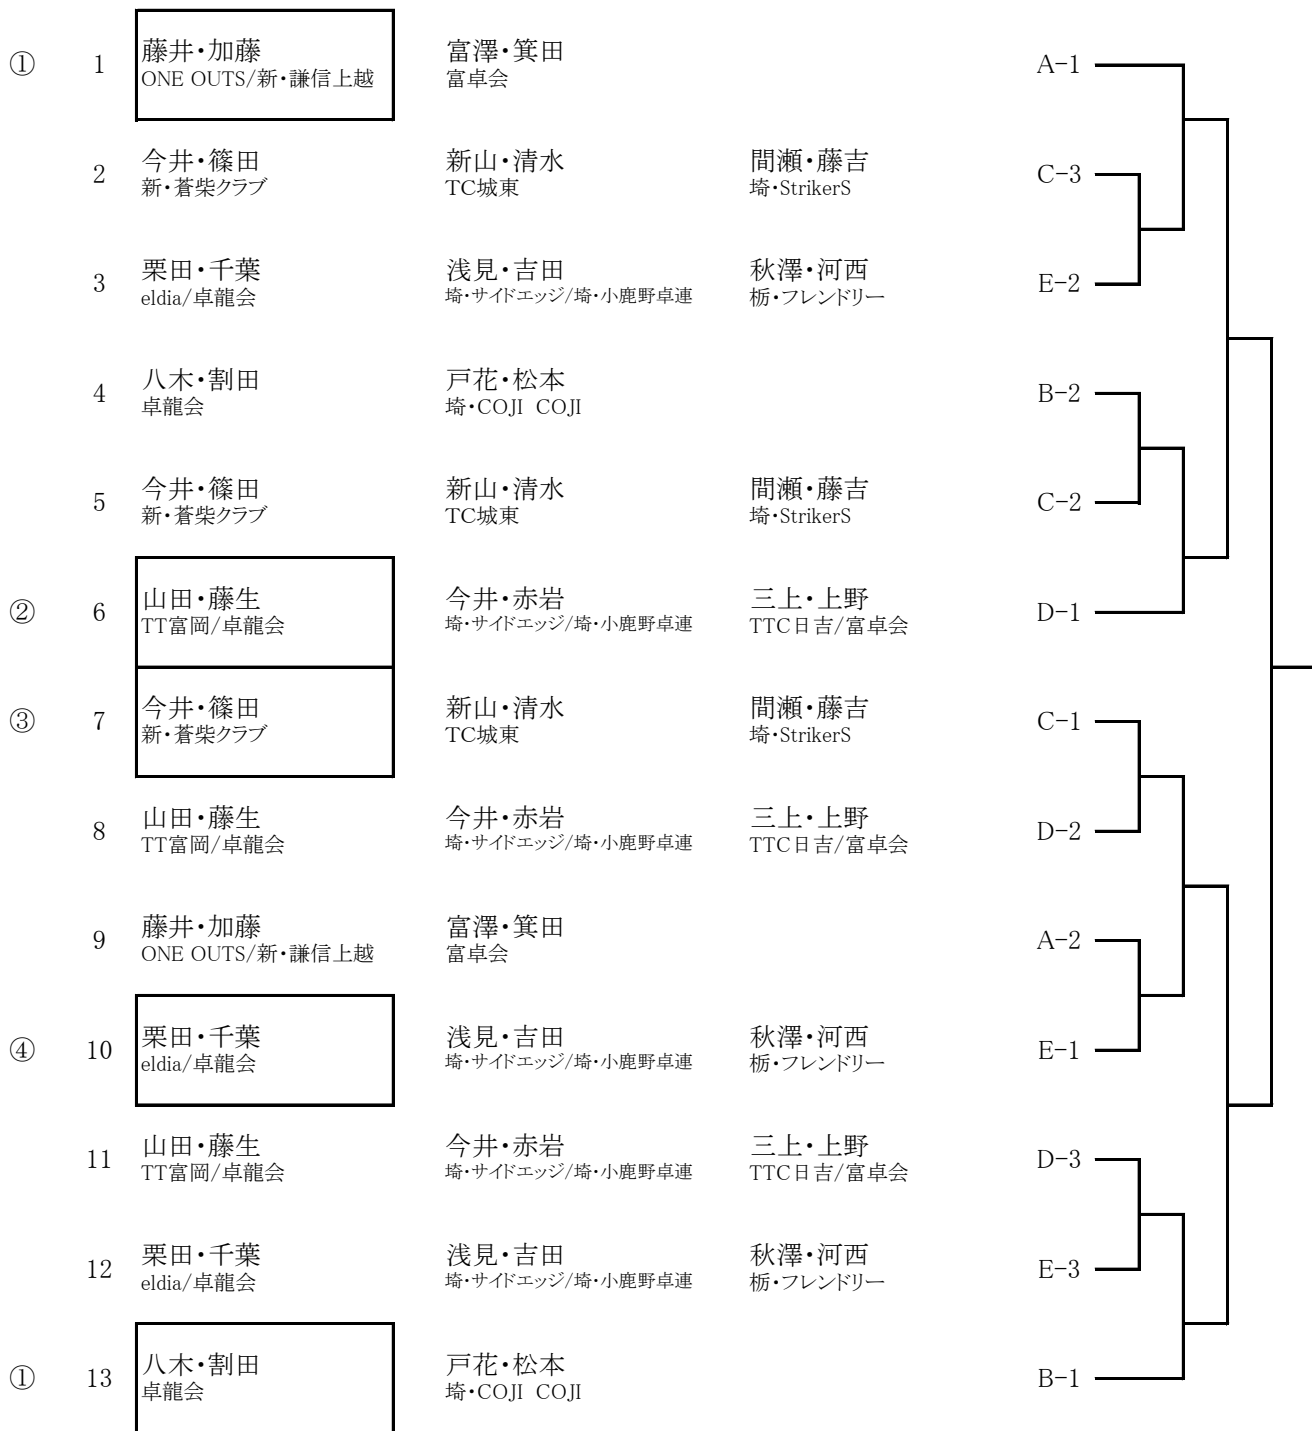 ① 1 藤井・加藤 富澤・箕田 A-1
ONE OUTS/新・謙信上越 富卓会
2 今井・篠田 新山・清水 間瀬・藤吉 C-3
新・蒼柴クラブ TC城東 埼・StrikerS
3 栗田・千葉 浅見・吉田 秋澤・河西 E-2
eldia/卓龍会 埼・サイドエッジ/埼・小鹿野卓連 栃・フレンドリー
4 八木・割田 戸花・松本 B-2
卓龍会 埼・COJI COJI
5 今井・篠田 新山・清水 間瀬・藤吉 C-2
新・蒼柴クラブ TC城東 埼・StrikerS
② 6 山田・藤生 今井・赤岩 三上・上野 D-1
TT富岡/卓龍会 埼・サイドエッジ/埼・小鹿野卓連 TTC日吉/富卓会
③ 7 今井・篠田 新山・清水 間瀬・藤吉 C-1
新・蒼柴クラブ TC城東 埼・StrikerS
8 山田・藤生 今井・赤岩 三上・上野 D-2
TT富岡/卓龍会 埼・サイドエッジ/埼・小鹿野卓連 TTC日吉/富卓会
9 藤井・加藤 富澤・箕田 A-2
ONE OUTS/新・謙信上越 富卓会
④ 10 栗田・千葉 浅見・吉田 秋澤・河西 E-1
eldia/卓龍会 埼・サイドエッジ/埼・小鹿野卓連 栃・フレンドリー
11 山田・藤生 今井・赤岩 三上・上野 D-3
TT富岡/卓龍会 埼・サイドエッジ/埼・小鹿野卓連 TTC日吉/富卓会
12 栗田・千葉 浅見・吉田 秋澤・河西 E-3
eldia/卓龍会 埼・サイドエッジ/埼・小鹿野卓連 栃・フレンドリー
① 13 八木・割田 戸花・松本 B-1
卓龍会 埼・COJI COJI